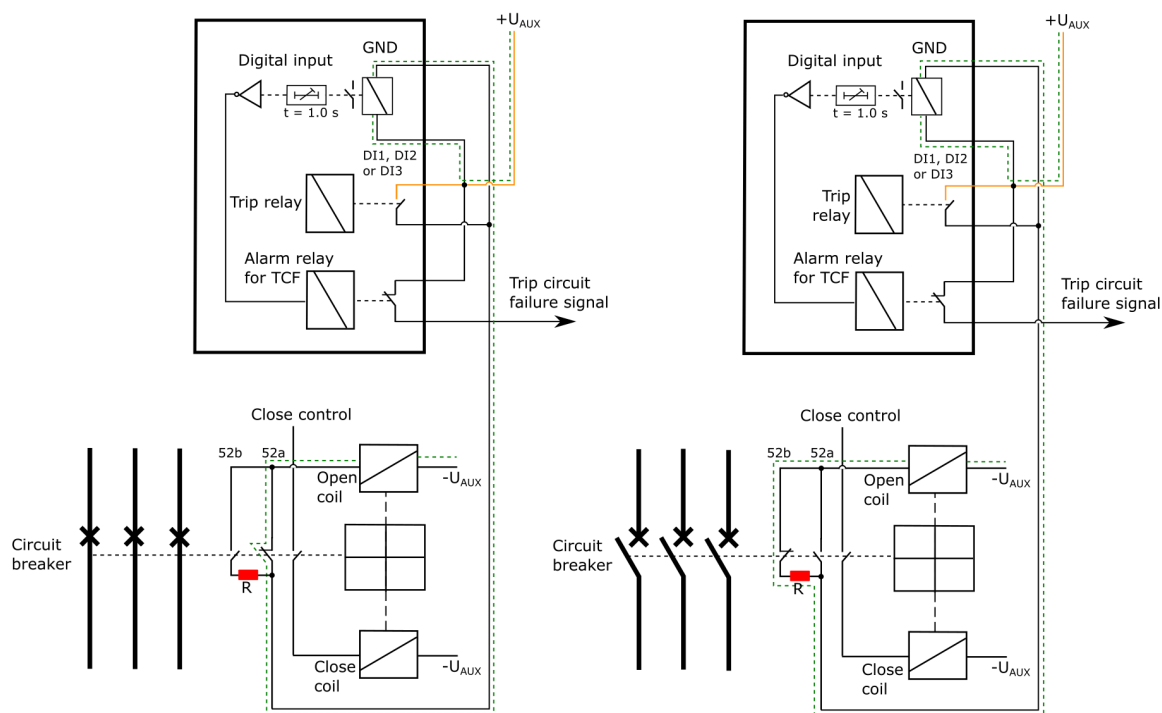 +UAUX
GND
Digital input
t = 1.0 s
DI1, DI2
or DI3
Trip relay
Alarm relay
for TCF
Trip circuit
failure signal
Close control
52b
52a
Open
coil
-UAUX
Circuit
breaker
R
Close
coil
-UAUX
+UAUX
GND
Digital input
t = 1.0 s
DI1, DI2
or DI3
Trip
relay
Alarm relay
for TCF
Trip circuit
failure signal
Close control
52b
52a
Open
coil
-UAUX
Circuit
breaker
R
Close
coil
-UAUX